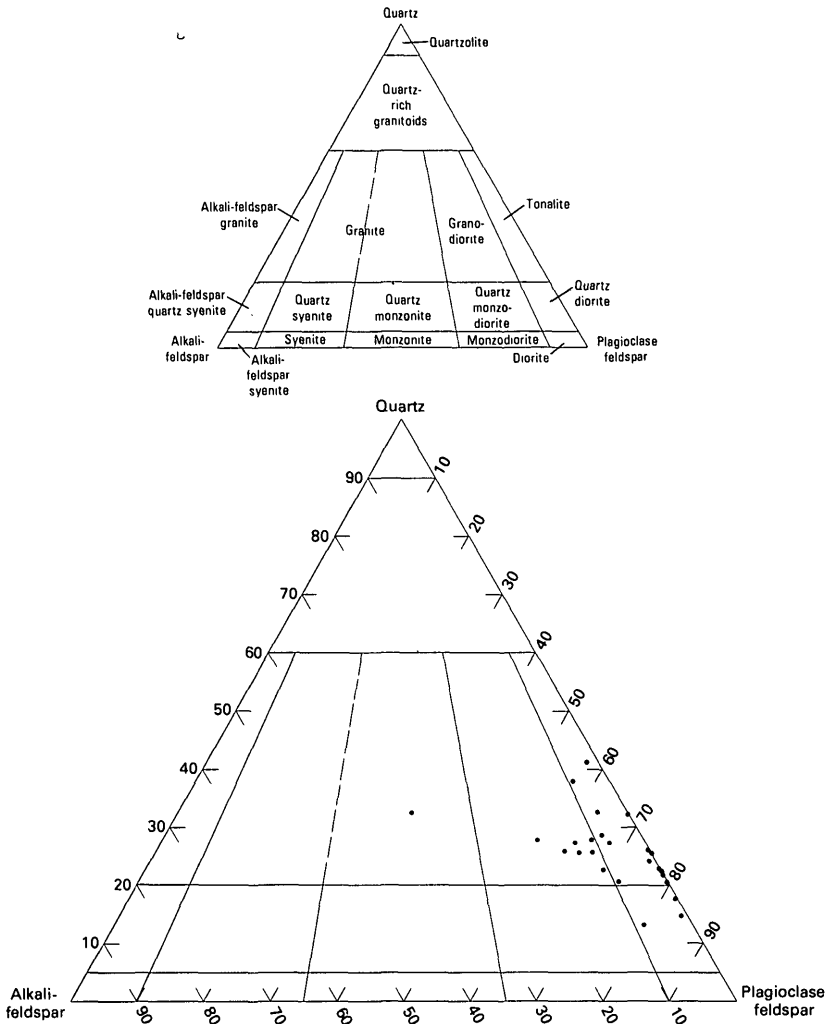 Quartz
Quartzolite
Quartz-
rich
granitoids
Alkali-feldspar
granite
Granite
Grano-
diorite
Tonalite
Alkali-feldspar
quartz syenite
Quartz
syenite
Quartz
monzonite
Quartz
monzo-
diorite
Quartz
diorite
Alkali-
feldspar
Alkali-
feldspar
syenite
Syenite
Monzonite
Monzodiorite
Diorite
Plagioclase
feldspar
Quartz
90
10
80
20
70
30
60
40
50
50
40
60
30
70
20
80
10
90
Alkali-
feldspar
90
80
70
60
50
40
30
20
10
Plagioclase
feldspar